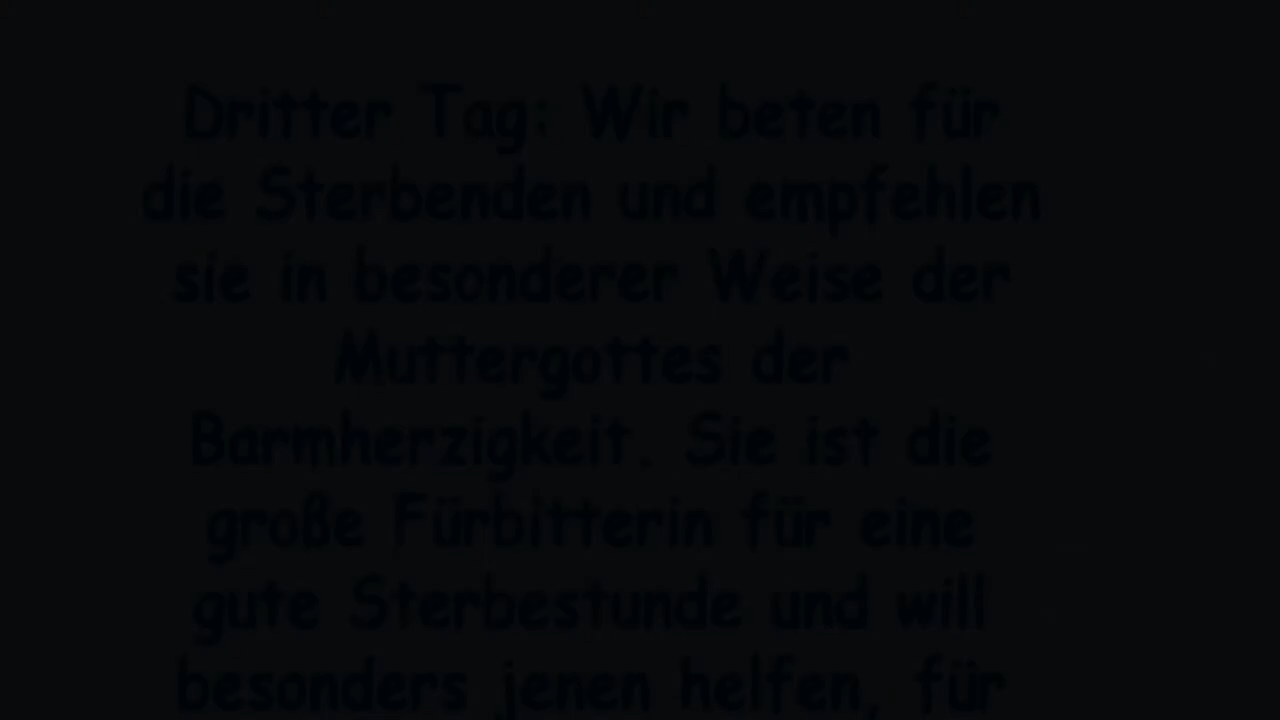 Dritter Tag: Wir beten für
die Sterbenden und empfehlen
sie in besonderer Weise der
Muttergottes der
Barmherzigkeit. Sie ist die
große Fürbitterin für eine
gute Sterbestunde und will
besonders jenen helfen, für